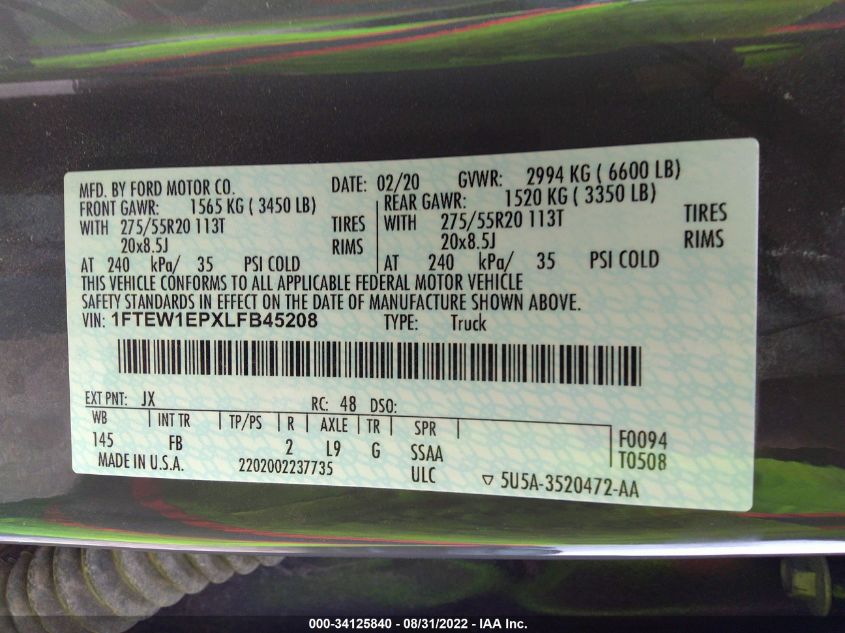 MFD. BY FORD MOTOR CO. DATE: 02/20 GVWR: 2994 KG ( 6600 LB)
FRONT GAWR: 1565 KG ( 3450 LB) REAR GAWR: 1520 KG ( 3350 LB)
WITH 275/55R20 113T TIRES WITH 275/55R20 113T TIRES
20x8.5J RIMS 20x8.5J RIMS
AT 240 kPa/ 35 PSI COLD AT 240 kPa/ 35 PSI COLD
THIS VEHICLE CONFORMS TO ALL APPLICABLE FEDERAL MOTOR VEHICLE
SAFETY STANDARDS IN EFFECT ON THE DATE OF MANUFACTURE SHOWN ABOVE.
VIN: 1FTEW1EPXLFB45208 TYPE: Truck
EXT PNT: JX RC: 48 DSO:
WB INT TR TP/PS R AXLE TR SPR
145 FB 2 L9 G SSAA F0094
MADE IN U.S.A. 2202002237735 ULC T0508
5U5A-3520472-AA
000-34125840 - 08/31/2022 - IAA Inc.